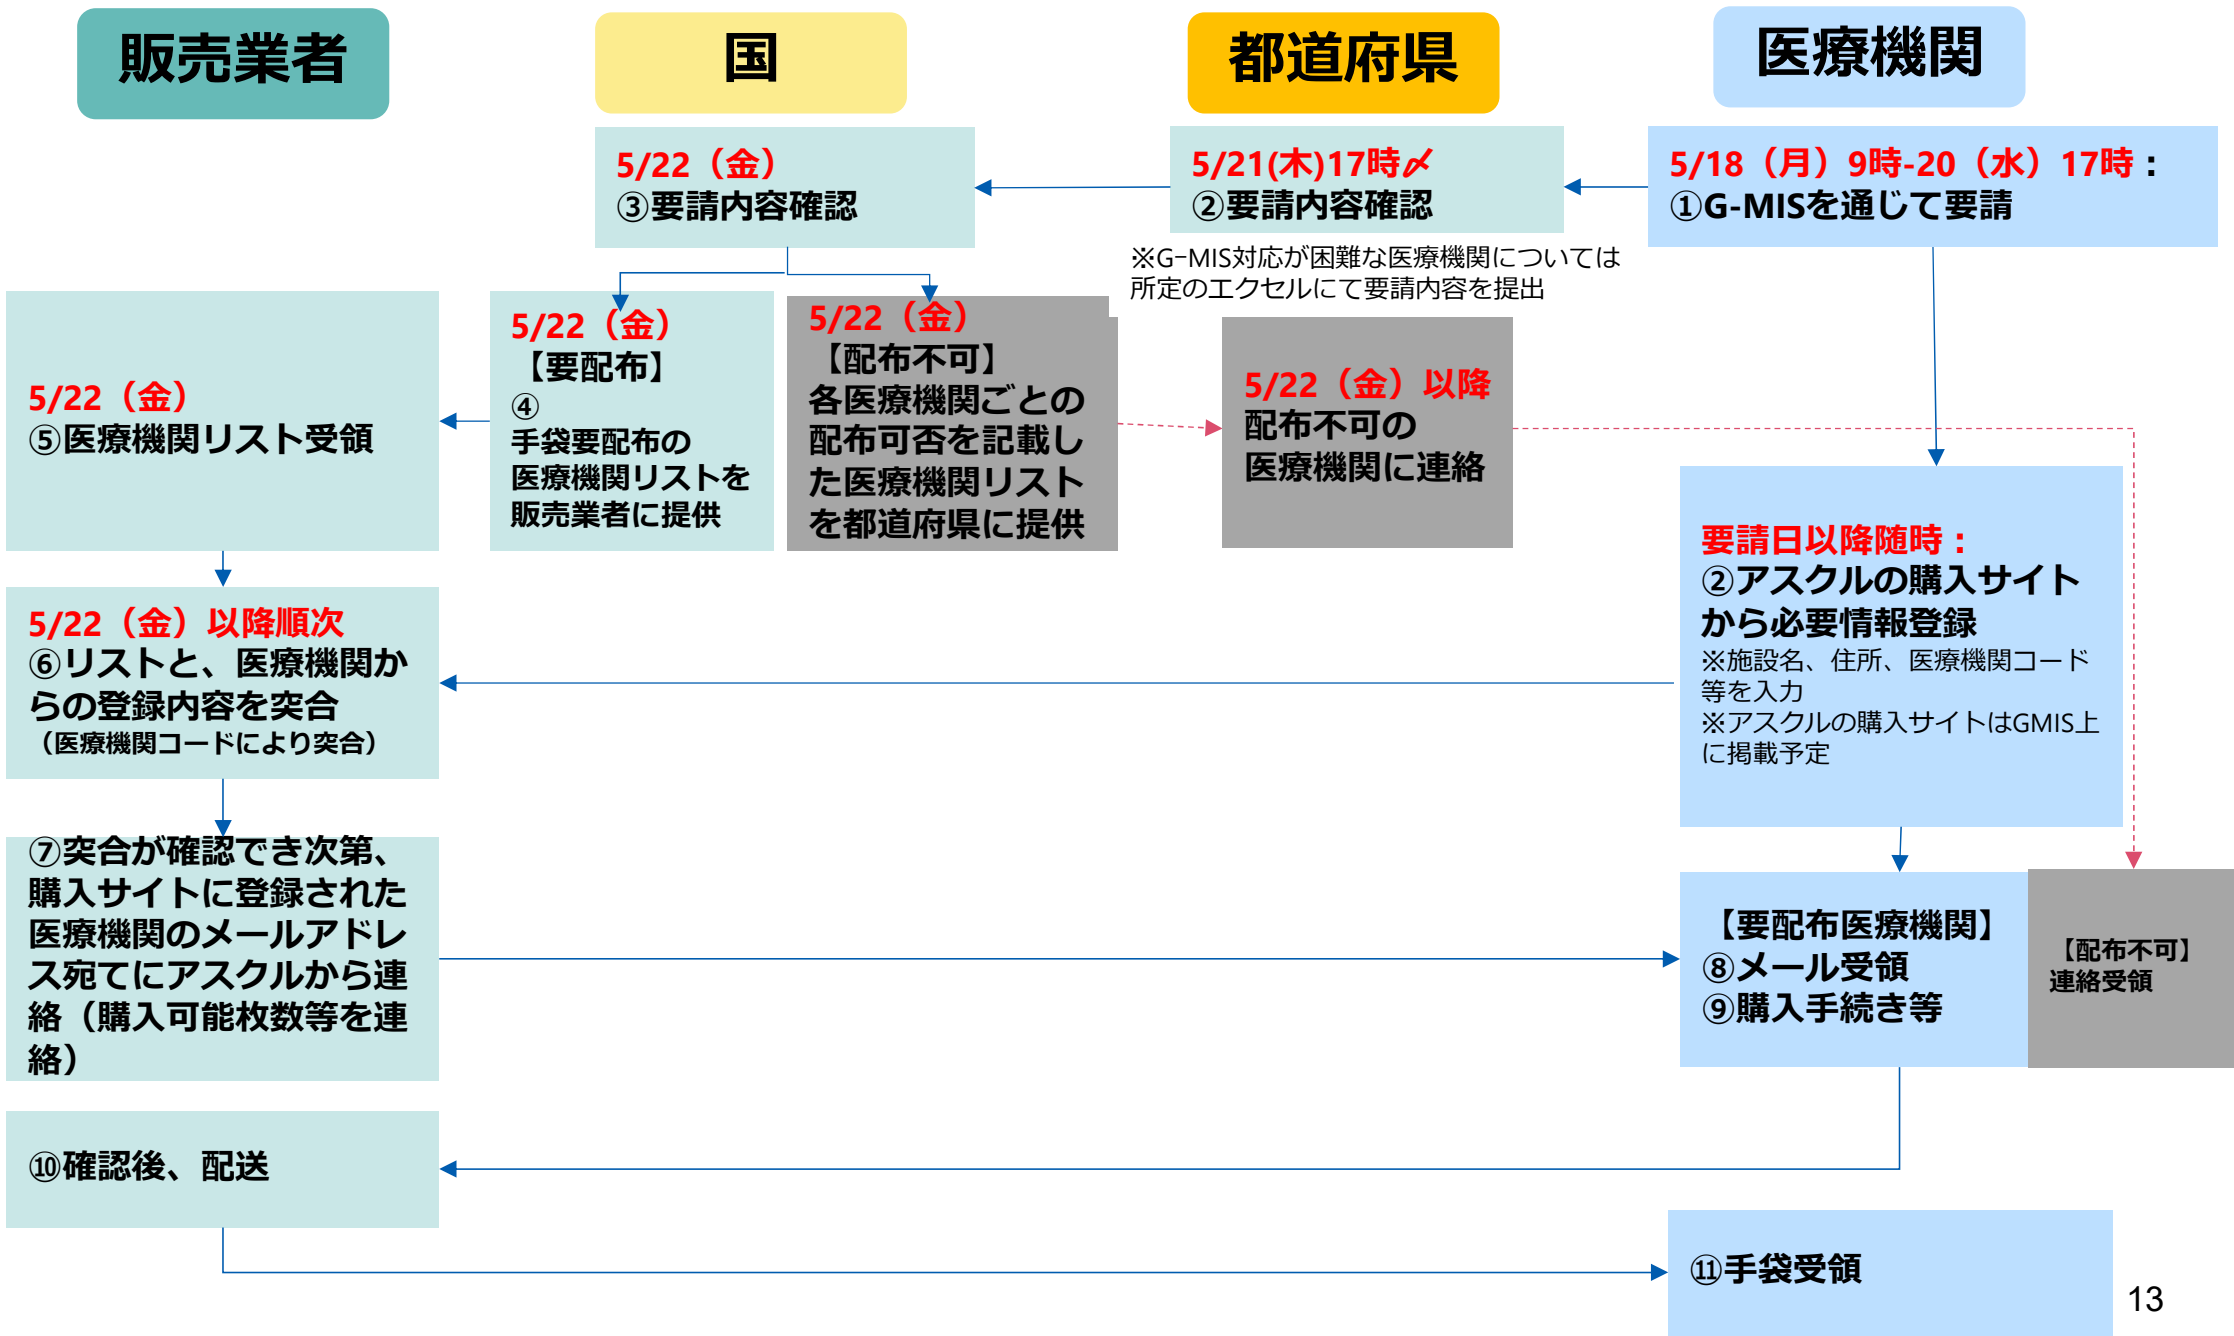 販売業者
国
都道府県
医療機関
5/18（月）9時-20（水）17時：
①G-MISを通じて要請
5/21(木)17時〆
②要請内容確認
※G-MIS対応が困難な医療機関については
所定のエクセルにて要請内容を提出
5/22（金）
③要請内容確認
5/22（金）
【要配布】
④
手袋要配布の
医療機関リストを
販売業者に提供
5/22（金）
【配布不可】
各医療機関ごとの
配布可否を記載し
た医療機関リスト
を都道府県に提供
5/22（金）以降
配布不可の
医療機関に連絡
5/22（金）
⑤医療機関リスト受領
要請日以降随時：
②アスクルの購入サイト
から必要情報登録
※施設名、住所、医療機関コード
等を入力
※アスクルの購入サイトはGMIS上
に掲載予定
5/22（金）以降順次
⑥リストと、医療機関か
らの登録内容を突合
（医療機関コードにより突合）
⑦突合が確認でき次第、
購入サイトに登録された
医療機関のメールアドレ
ス宛てにアスクルから連
絡（購入可能枚数等を連
絡）
【要配布医療機関】
⑧メール受領
⑨購入手続き等
【配布不可】
連絡受領
⑩確認後、配送
⑪手袋受領
13